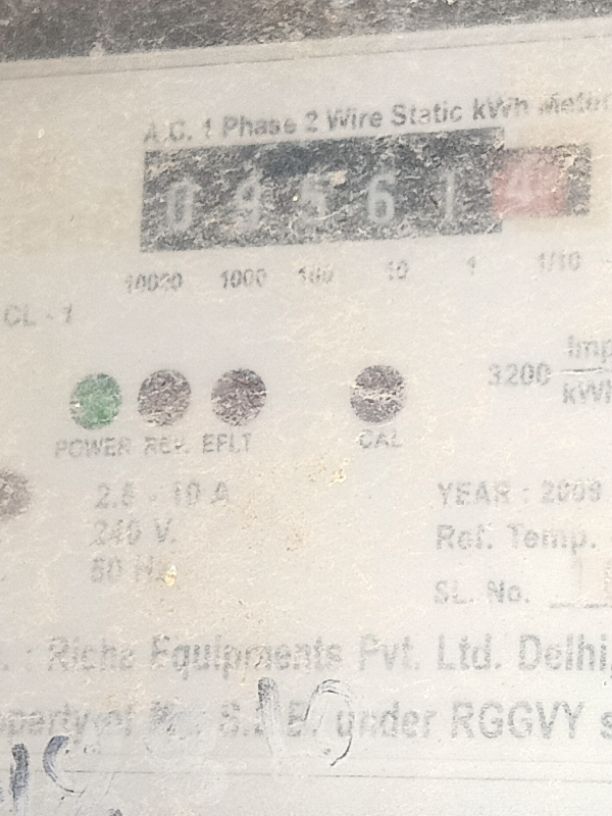 A.C. 1 Phase 2 Wire Static kWh
0 9 5 6 1 4
10000 1000 100 10 1 1/10
CL - 1
Imp
3200 kWh
POWER REV. EFLT CAL
2.5 - 10 A YEAR : 2009
240 V. Ref. Temp.
50 Hz SL. No.
: Richa Equipments Pvt. Ltd. Delhi
under RGGVY